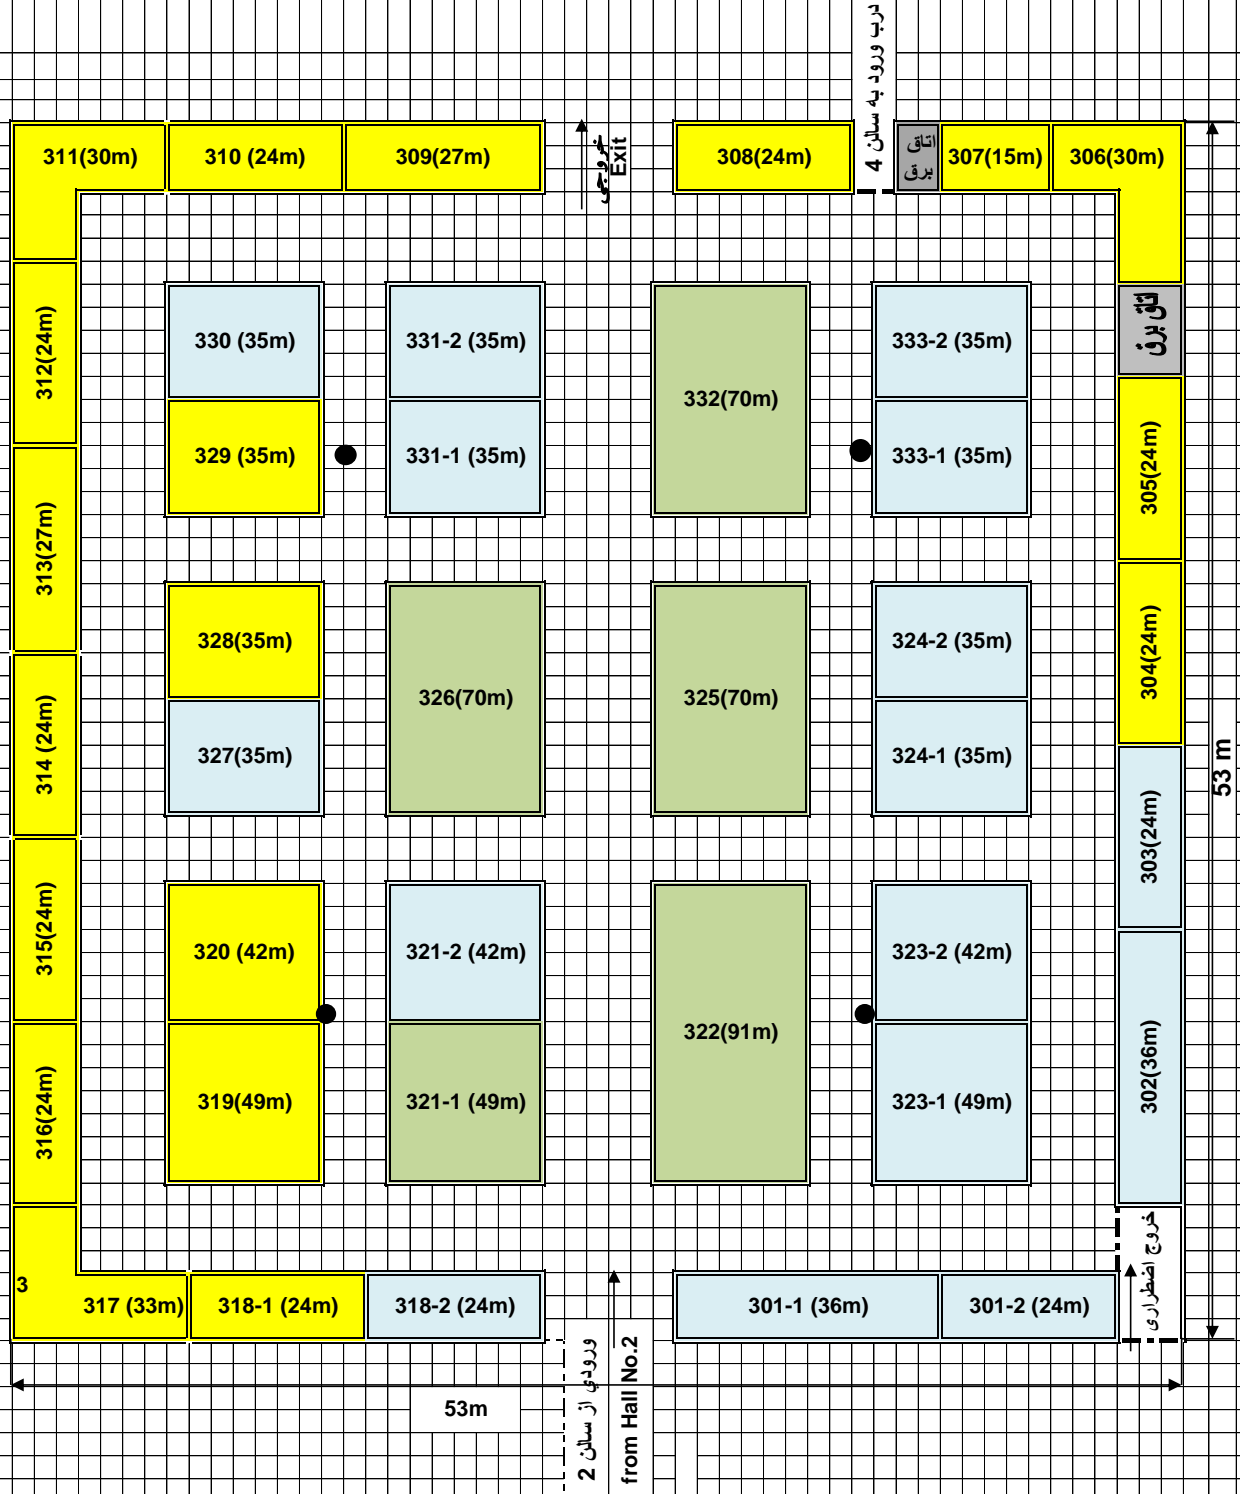 درب ورود به سالن 4
311(30m)
310 (24m)
309(27m)
خروجي
Exit
308(24m)
اتاق
برق
307(15m)
306(30m)
312(24m)
330 (35m)
331-2 (35m)
332(70m)
333-2 (35m)
اتاق برق
329 (35m)
331-1 (35m)
333-1 (35m)
305(24m)
313(27m)
328(35m)
326(70m)
325(70m)
324-2 (35m)
304(24m)
314 (24m)
327(35m)
324-1 (35m)
53 m
303(24m)
315(24m)
320 (42m)
321-2 (42m)
322(91m)
323-2 (42m)
302(36m)
316(24m)
319(49m)
321-1 (49m)
323-1 (49m)
خروج اضطراری
3
317 (33m)
318-1 (24m)
318-2 (24m)
301-1 (36m)
301-2 (24m)
53m
ورودي از سالن 2
from Hall No.2